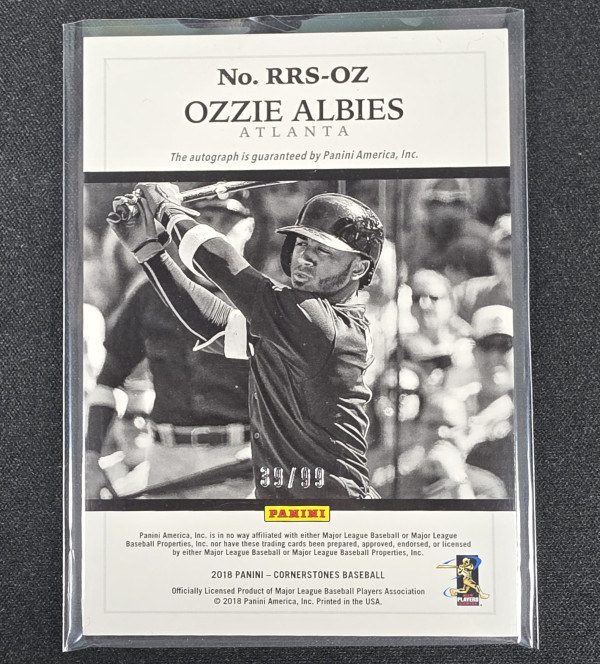 No. RRS-OZ
OZZIE ALBIES
ATLANTA
The autograph is guaranteed by Panini America, Inc.
39/99
PANINI
Panini America, Inc. is in no way affiliated with either Major League Baseball or Major League
Baseball Properties, Inc. nor have these trading cards been prepared, approved, endorsed, or licensed
by either Major League Baseball or Major League Baseball Properties, Inc.
2018 PANINI – CORNERSTONES BASEBALL
Officially Licensed Product of Major League Baseball Players Association
© 2018 Panini America, Inc. Printed in the USA.
PLAYERS